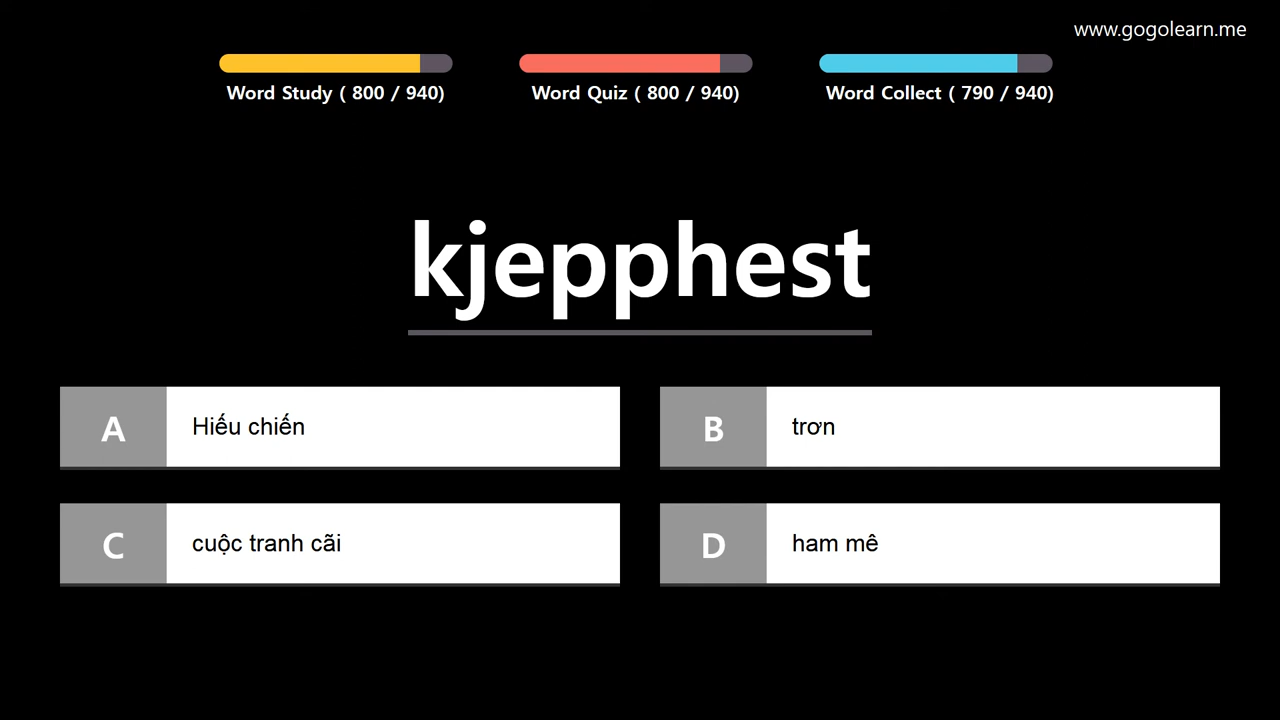 www.gogolearn.me
Word Study ( 800 / 940)
Word Quiz ( 800 / 940)
Word Collect ( 790 / 940)
kjepphest
A
Hiếu chiến
B
trơn
C
cuộc tranh cãi
D
ham mê